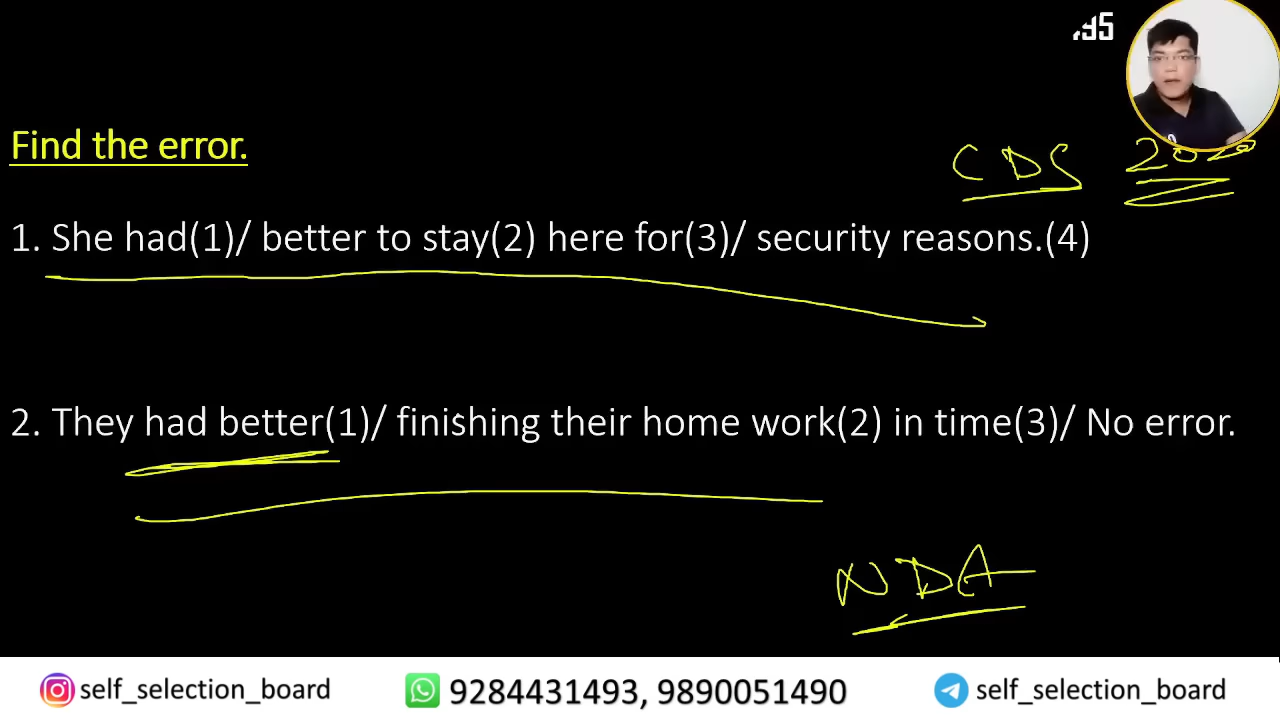 Find the error.
CDS
1. She had(1)/ better to stay(2) here for(3)/ security reasons.(4)
2. They had better(1)/ finishing their home work(2) in time(3)/ No error.
NDA
self_selection_board
9284431493, 9890051490
self_selection_board